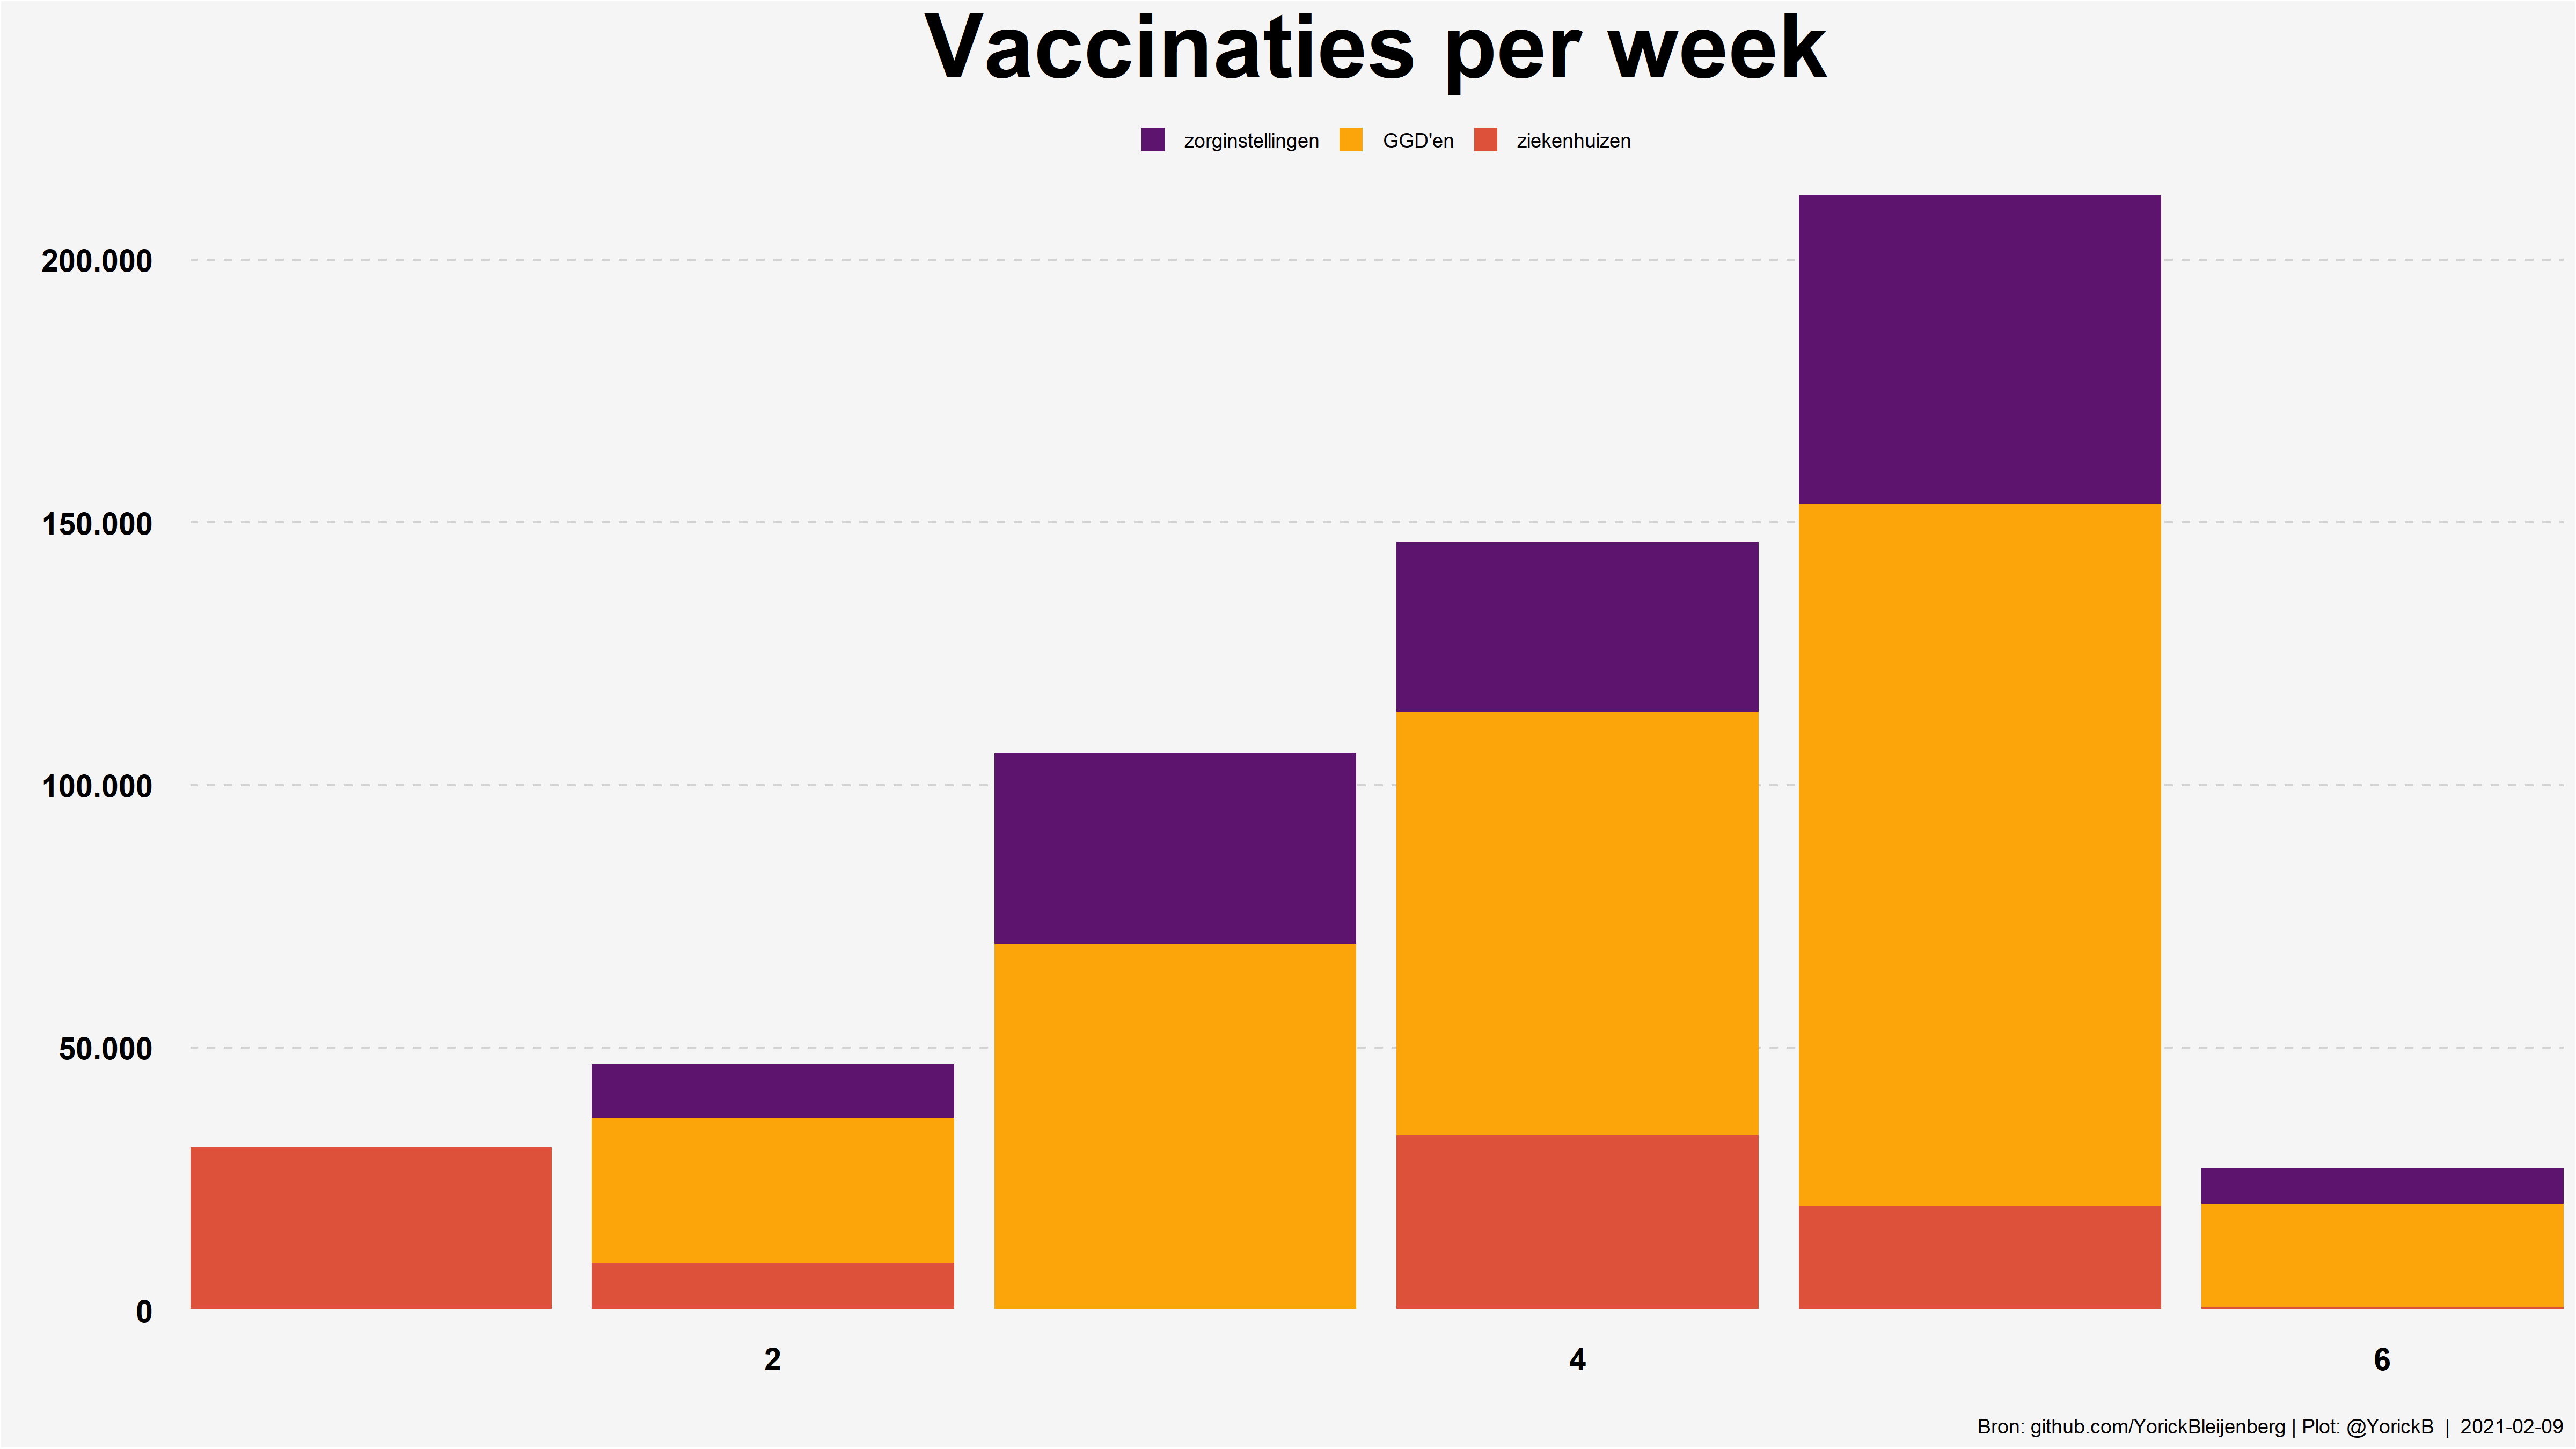 Vaccinaties per week
zorginstellingen GGD'en ziekenhuizen
200.000
150.000
100.000
50.000
0
2 4 6
Bron: github.com/YorickBleijenberg | Plot: @YorickB | 2021-02-09